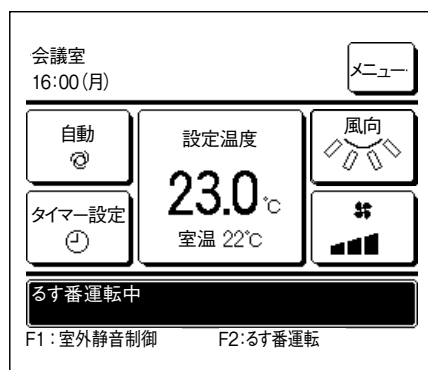 会議室
16:00(月)
メニュー
自動
設定温度
風向
23.0℃
タイマー設定
室温 22℃
るす番運転中
F1：室外静音制御 F2:るす番運転